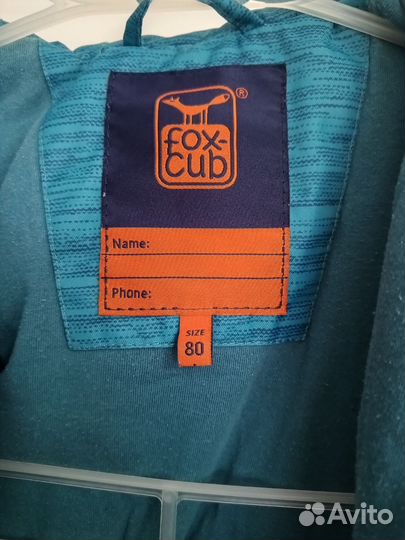 ®
fox-
cub
Name:
Phone:
SIZE
80
Avito